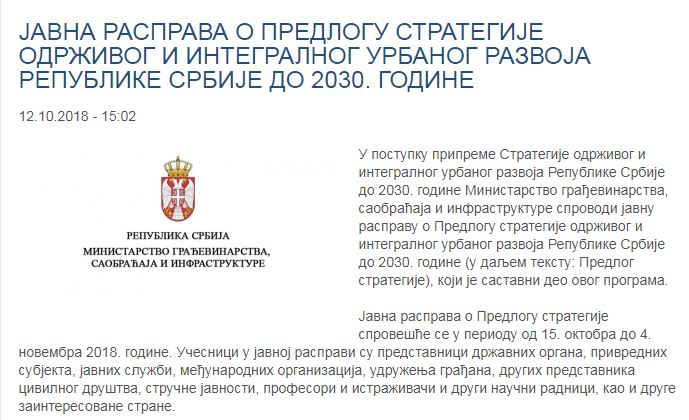 ЈАВНА РАСПРАВА О ПРЕДЛОГУ СТРАТЕГИЈЕ
ОДРЖИВОГ И ИНТЕГРАЛНОГ УРБАНОГ РАЗВОЈА
РЕПУБЛИКЕ СРБИЈЕ ДО 2030. ГОДИНЕ
12.10.2018 - 15:02
РЕПУБЛИКА СРБИЈА
МИНИСТАРСТВО ГРАЂЕВИНАРСТВА,
САОБРАЋАЈА И ИНФРАСТРУКТУРЕ
У поступку припреме Стратегије одрживог и
интегралног урбаног развоја Републике Србије
до 2030. године Министарство грађевинарства,
саобраћаја и инфраструктуре спроводи јавну
расправу о Предлогу стратегије одрживог и
интегралног урбаног развоја Републике Србије
до 2030. године (у даљем тексту: Предлог
стратегије), који је саставни део овог програма.
Јавна расправа о Предлогу стратегије
спровешће се у периоду од 15. октобра до 4.
новембра 2018. године. Учесници у јавној расправи су представници државних органа, привредних
субјекта, јавних служби, међународних организација, удружења грађана, других представника
цивилног друштва, стручне јавности, професори и истраживачи и други научни радници, као и друге
заинтересоване стране.